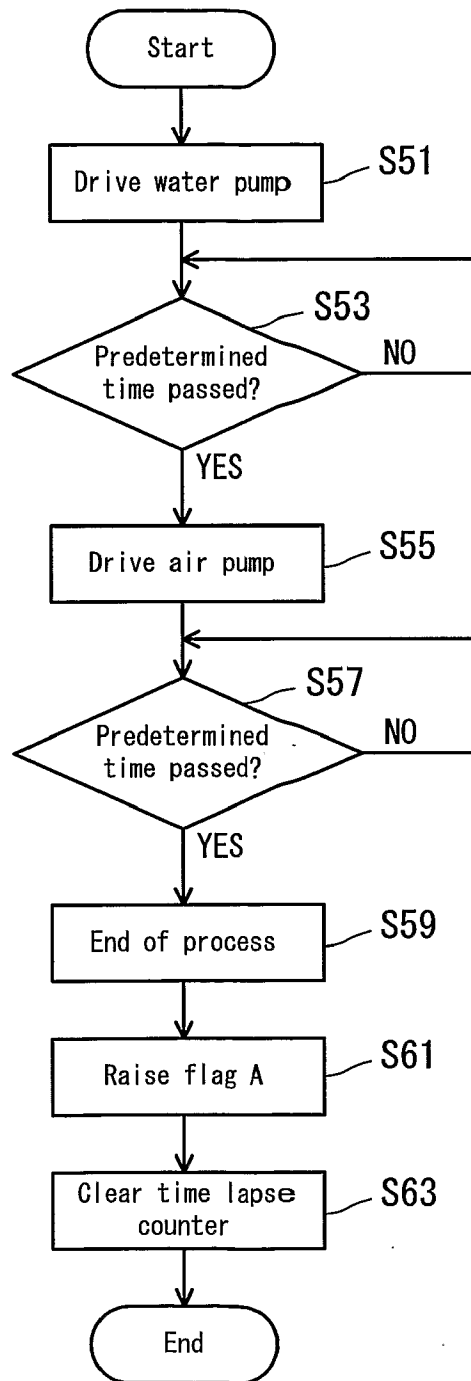 Start
Drive water pump
S51
S53
Predetermined
time passed?
NO
YES
Drive air pump
S55
S57
Predetermined
time passed?
NO
YES
End of process
S59
Raise flag A
S61
Clear time lapse
counter
S63
End